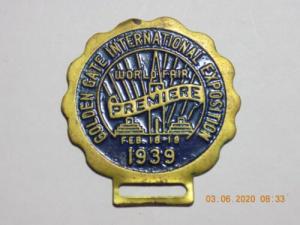 GOLDEN GATE INTERNATIONAL EXPOSITION
WORLD FAIR
PREMIERE
FEB. 18-19
1939
03.06.2020 08:33